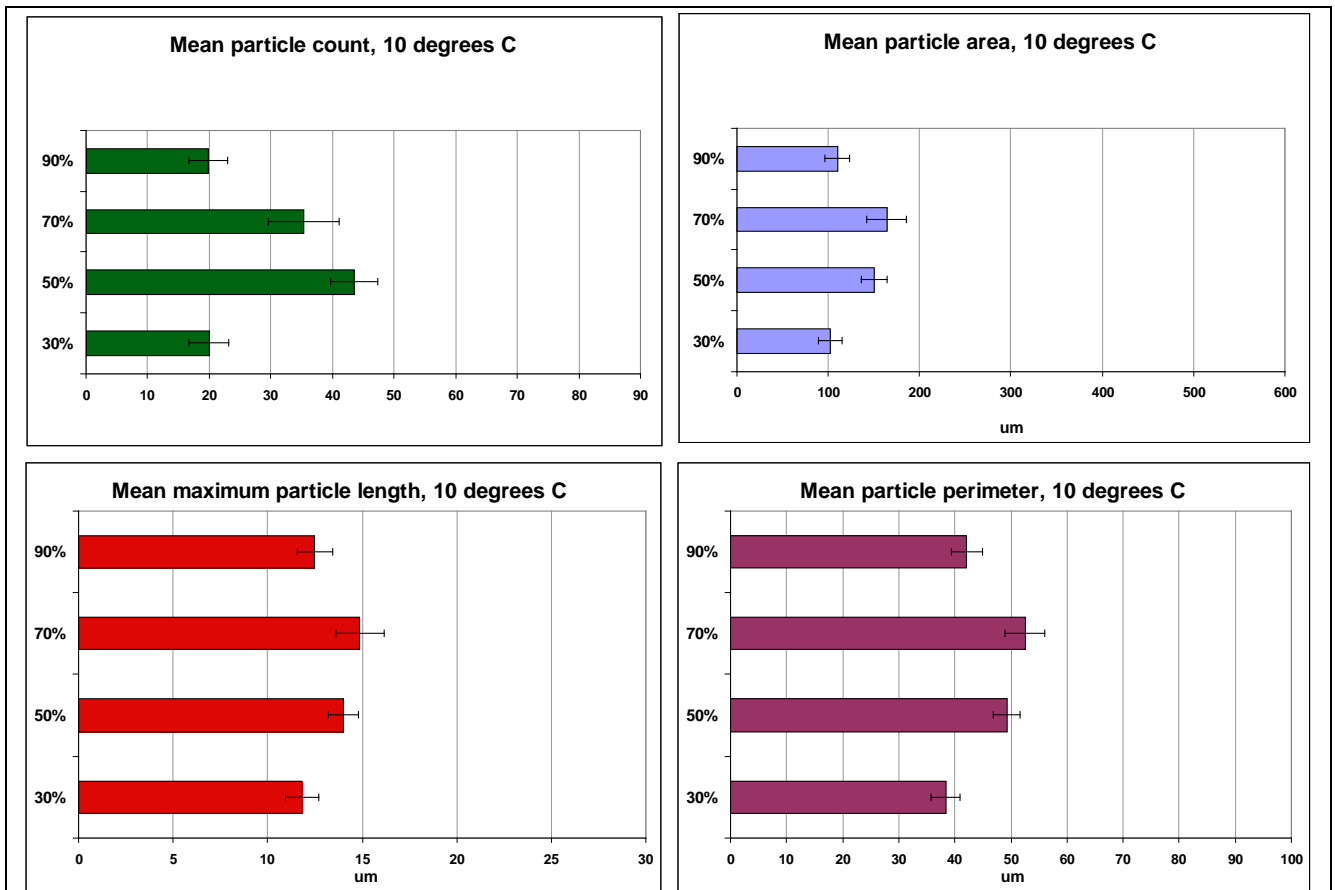 Mean particle count, 10 degrees C
90%
70%
50%
30%
0 10 20 30 40 50 60 70 80 90
Mean particle area, 10 degrees C
90%
70%
50%
30%
0 100 200 300 400 500 600
um
Mean maximum particle length, 10 degrees C
90%
70%
50%
30%
0 5 10 15 20 25 30
um
Mean particle perimeter, 10 degrees C
90%
70%
50%
30%
0 10 20 30 40 50 60 70 80 90 100
um